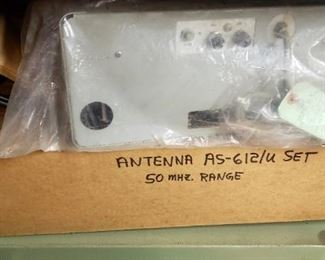 ANTENNA AS-612/U SET
50 MHZ. RANGE